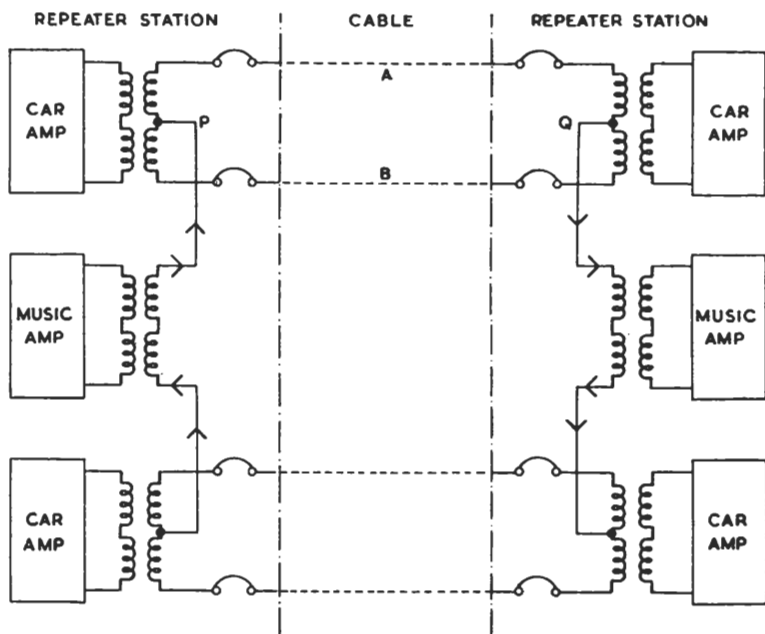 REPEATER STATION CABLE REPEATER STATION
CAR AMP
A
CAR AMP
P
Q
B
MUSIC AMP
MUSIC AMP
CAR AMP
CAR AMP